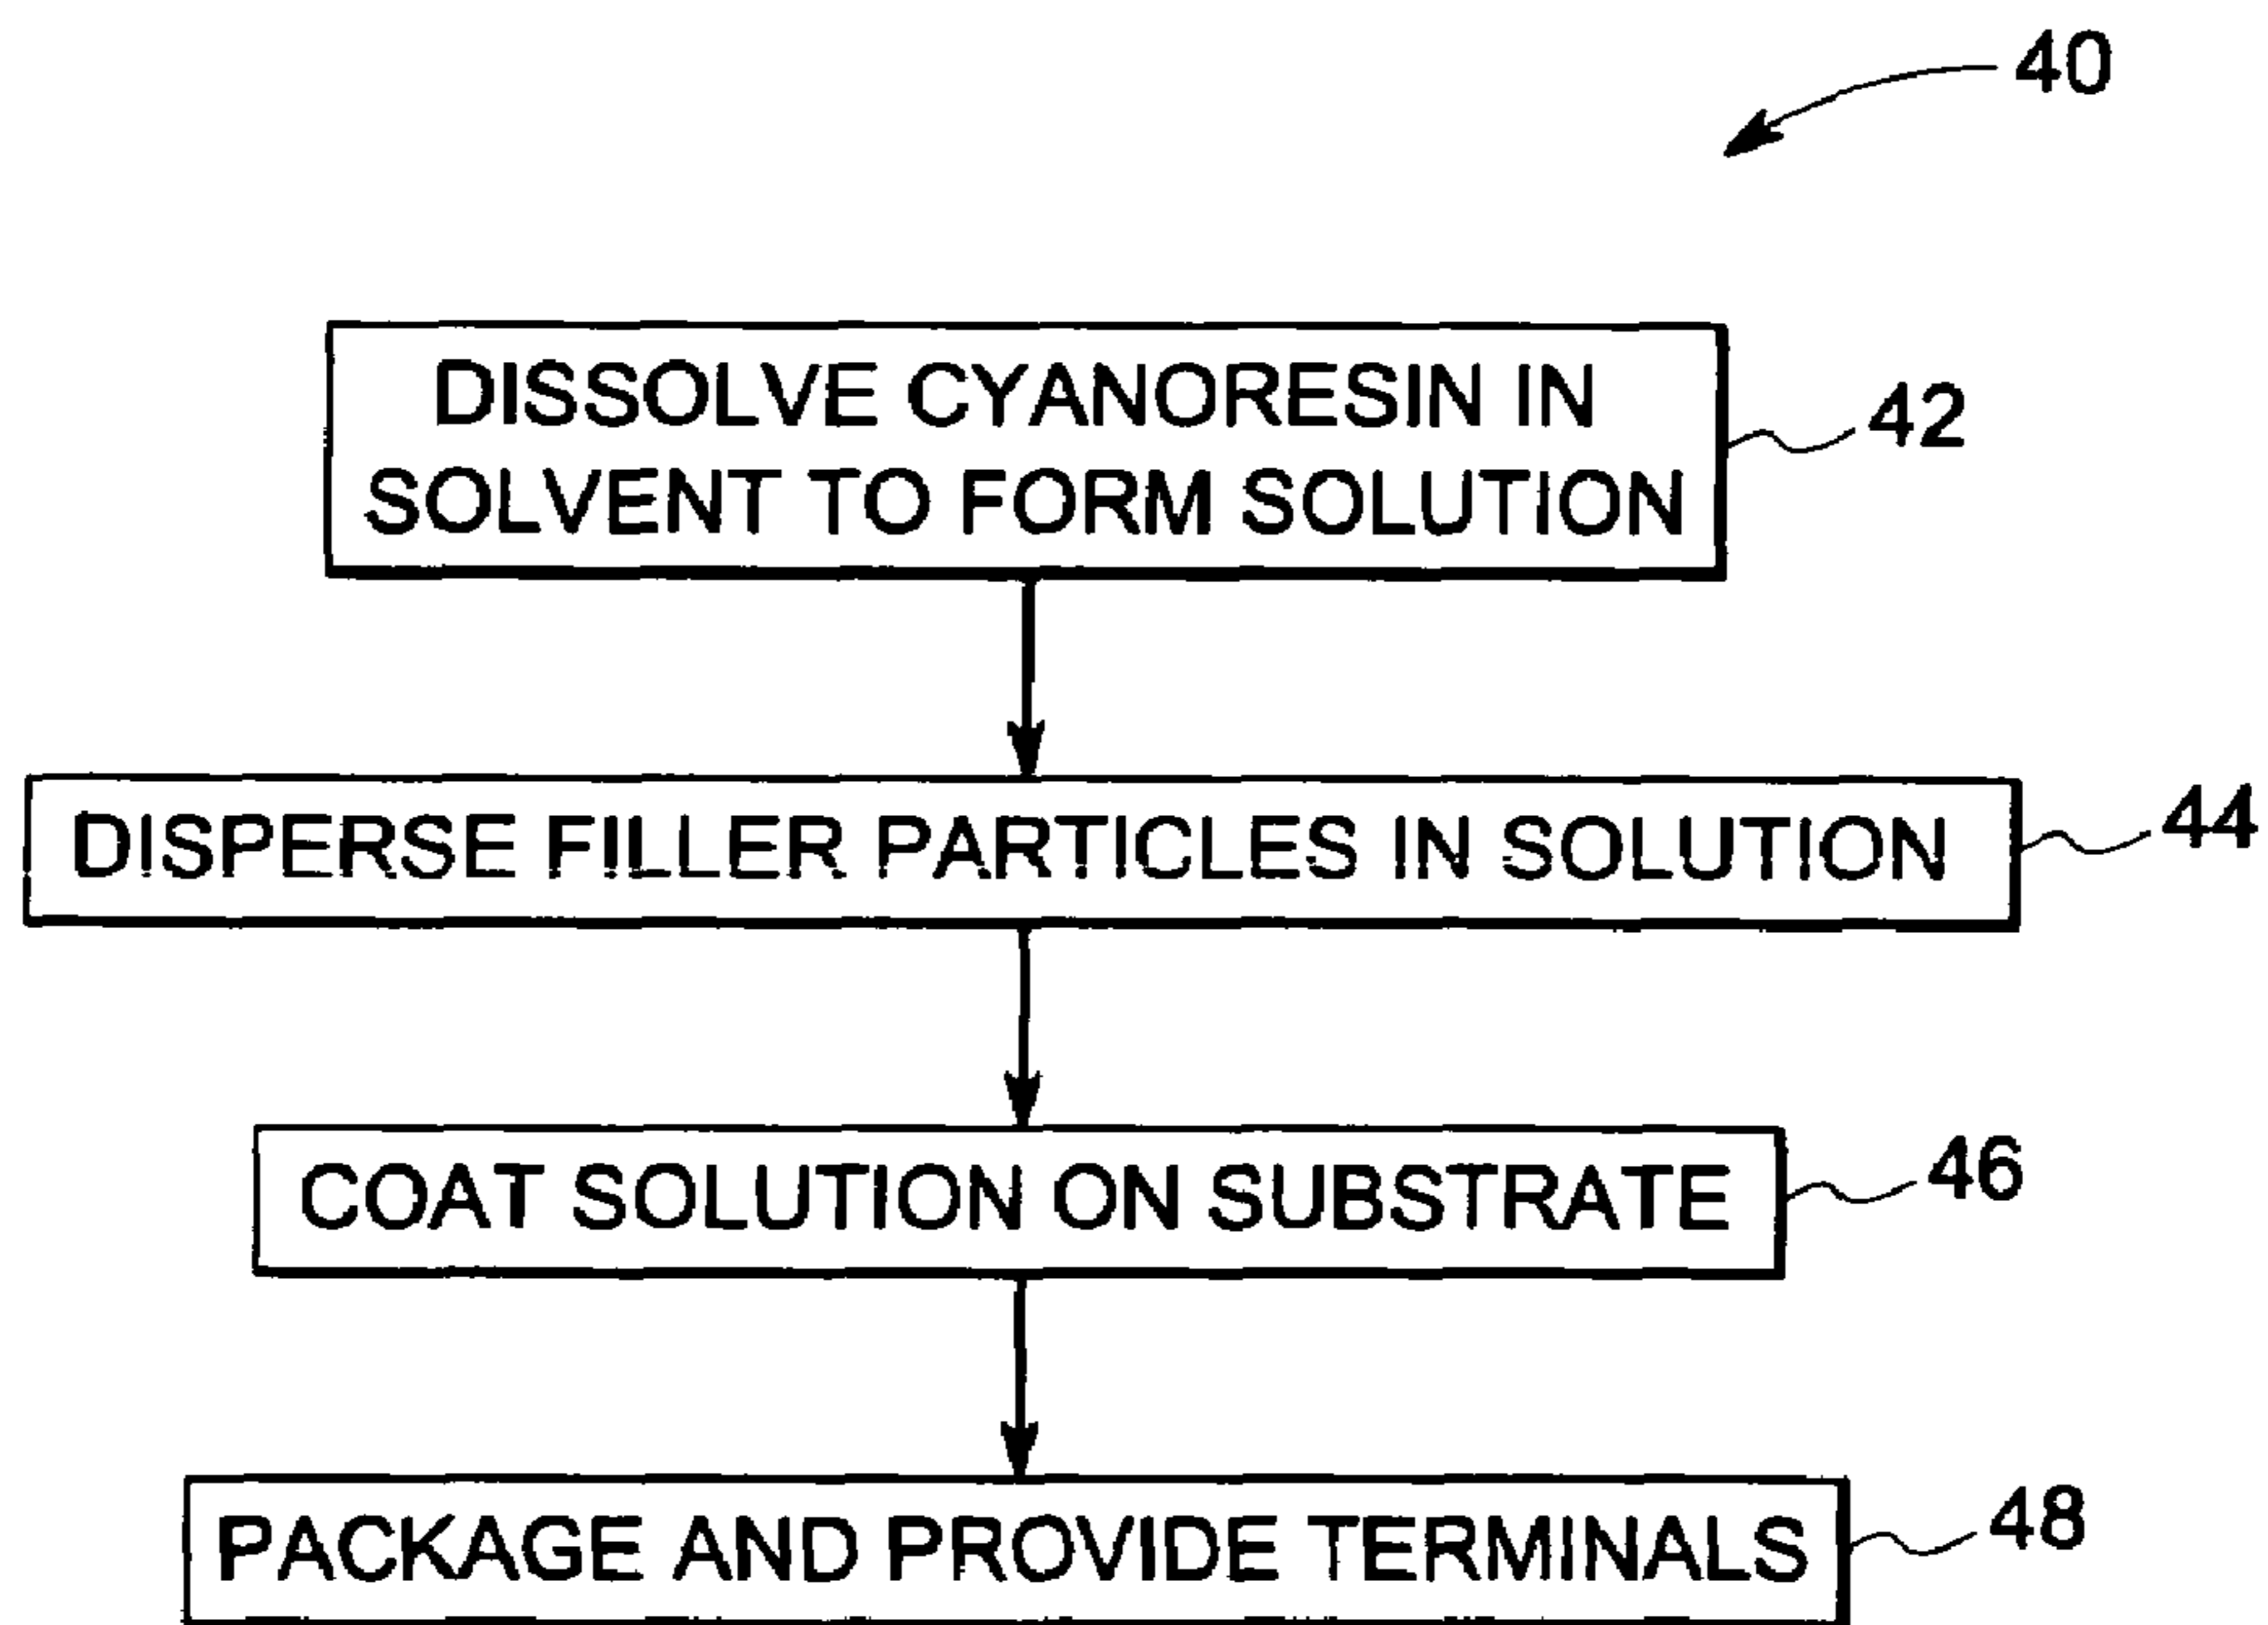 40
DISSOLVE CYANORESIN IN
SOLVENT TO FORM SOLUTION
42
DISPERSE FILLER PARTICLES IN SOLUTION
44
COAT SOLUTION ON SUBSTRATE
46
PACKAGE AND PROVIDE TERMINALS
48